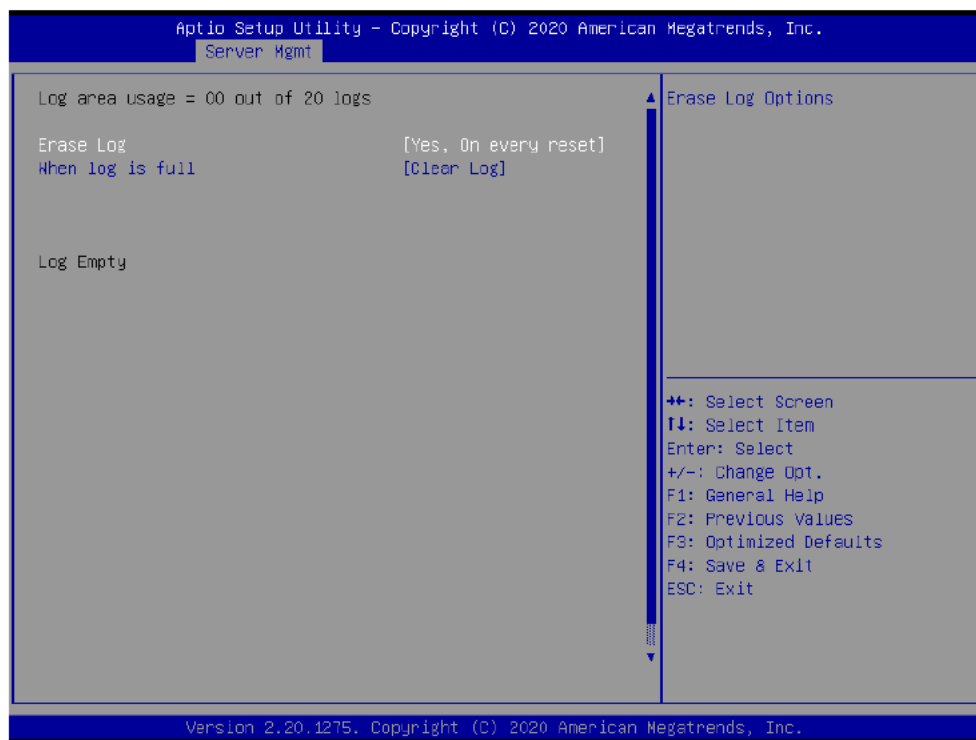 Aptio Setup Utility – Copyright (C) 2020 American Megatrends, Inc.
Server Mgmt
Log area usage = 00 out of 20 logs
Erase Log [Yes, On every reset]
When log is full [Clear Log]
Log Empty
Erase Log Options
→←: Select Screen
↑↓: Select Item
Enter: Select
+/-: Change Opt.
F1: General Help
F2: Previous Values
F3: Optimized Defaults
F4: Save & Exit
ESC: Exit
Version 2.20.1275. Copyright (C) 2020 American Megatrends, Inc.